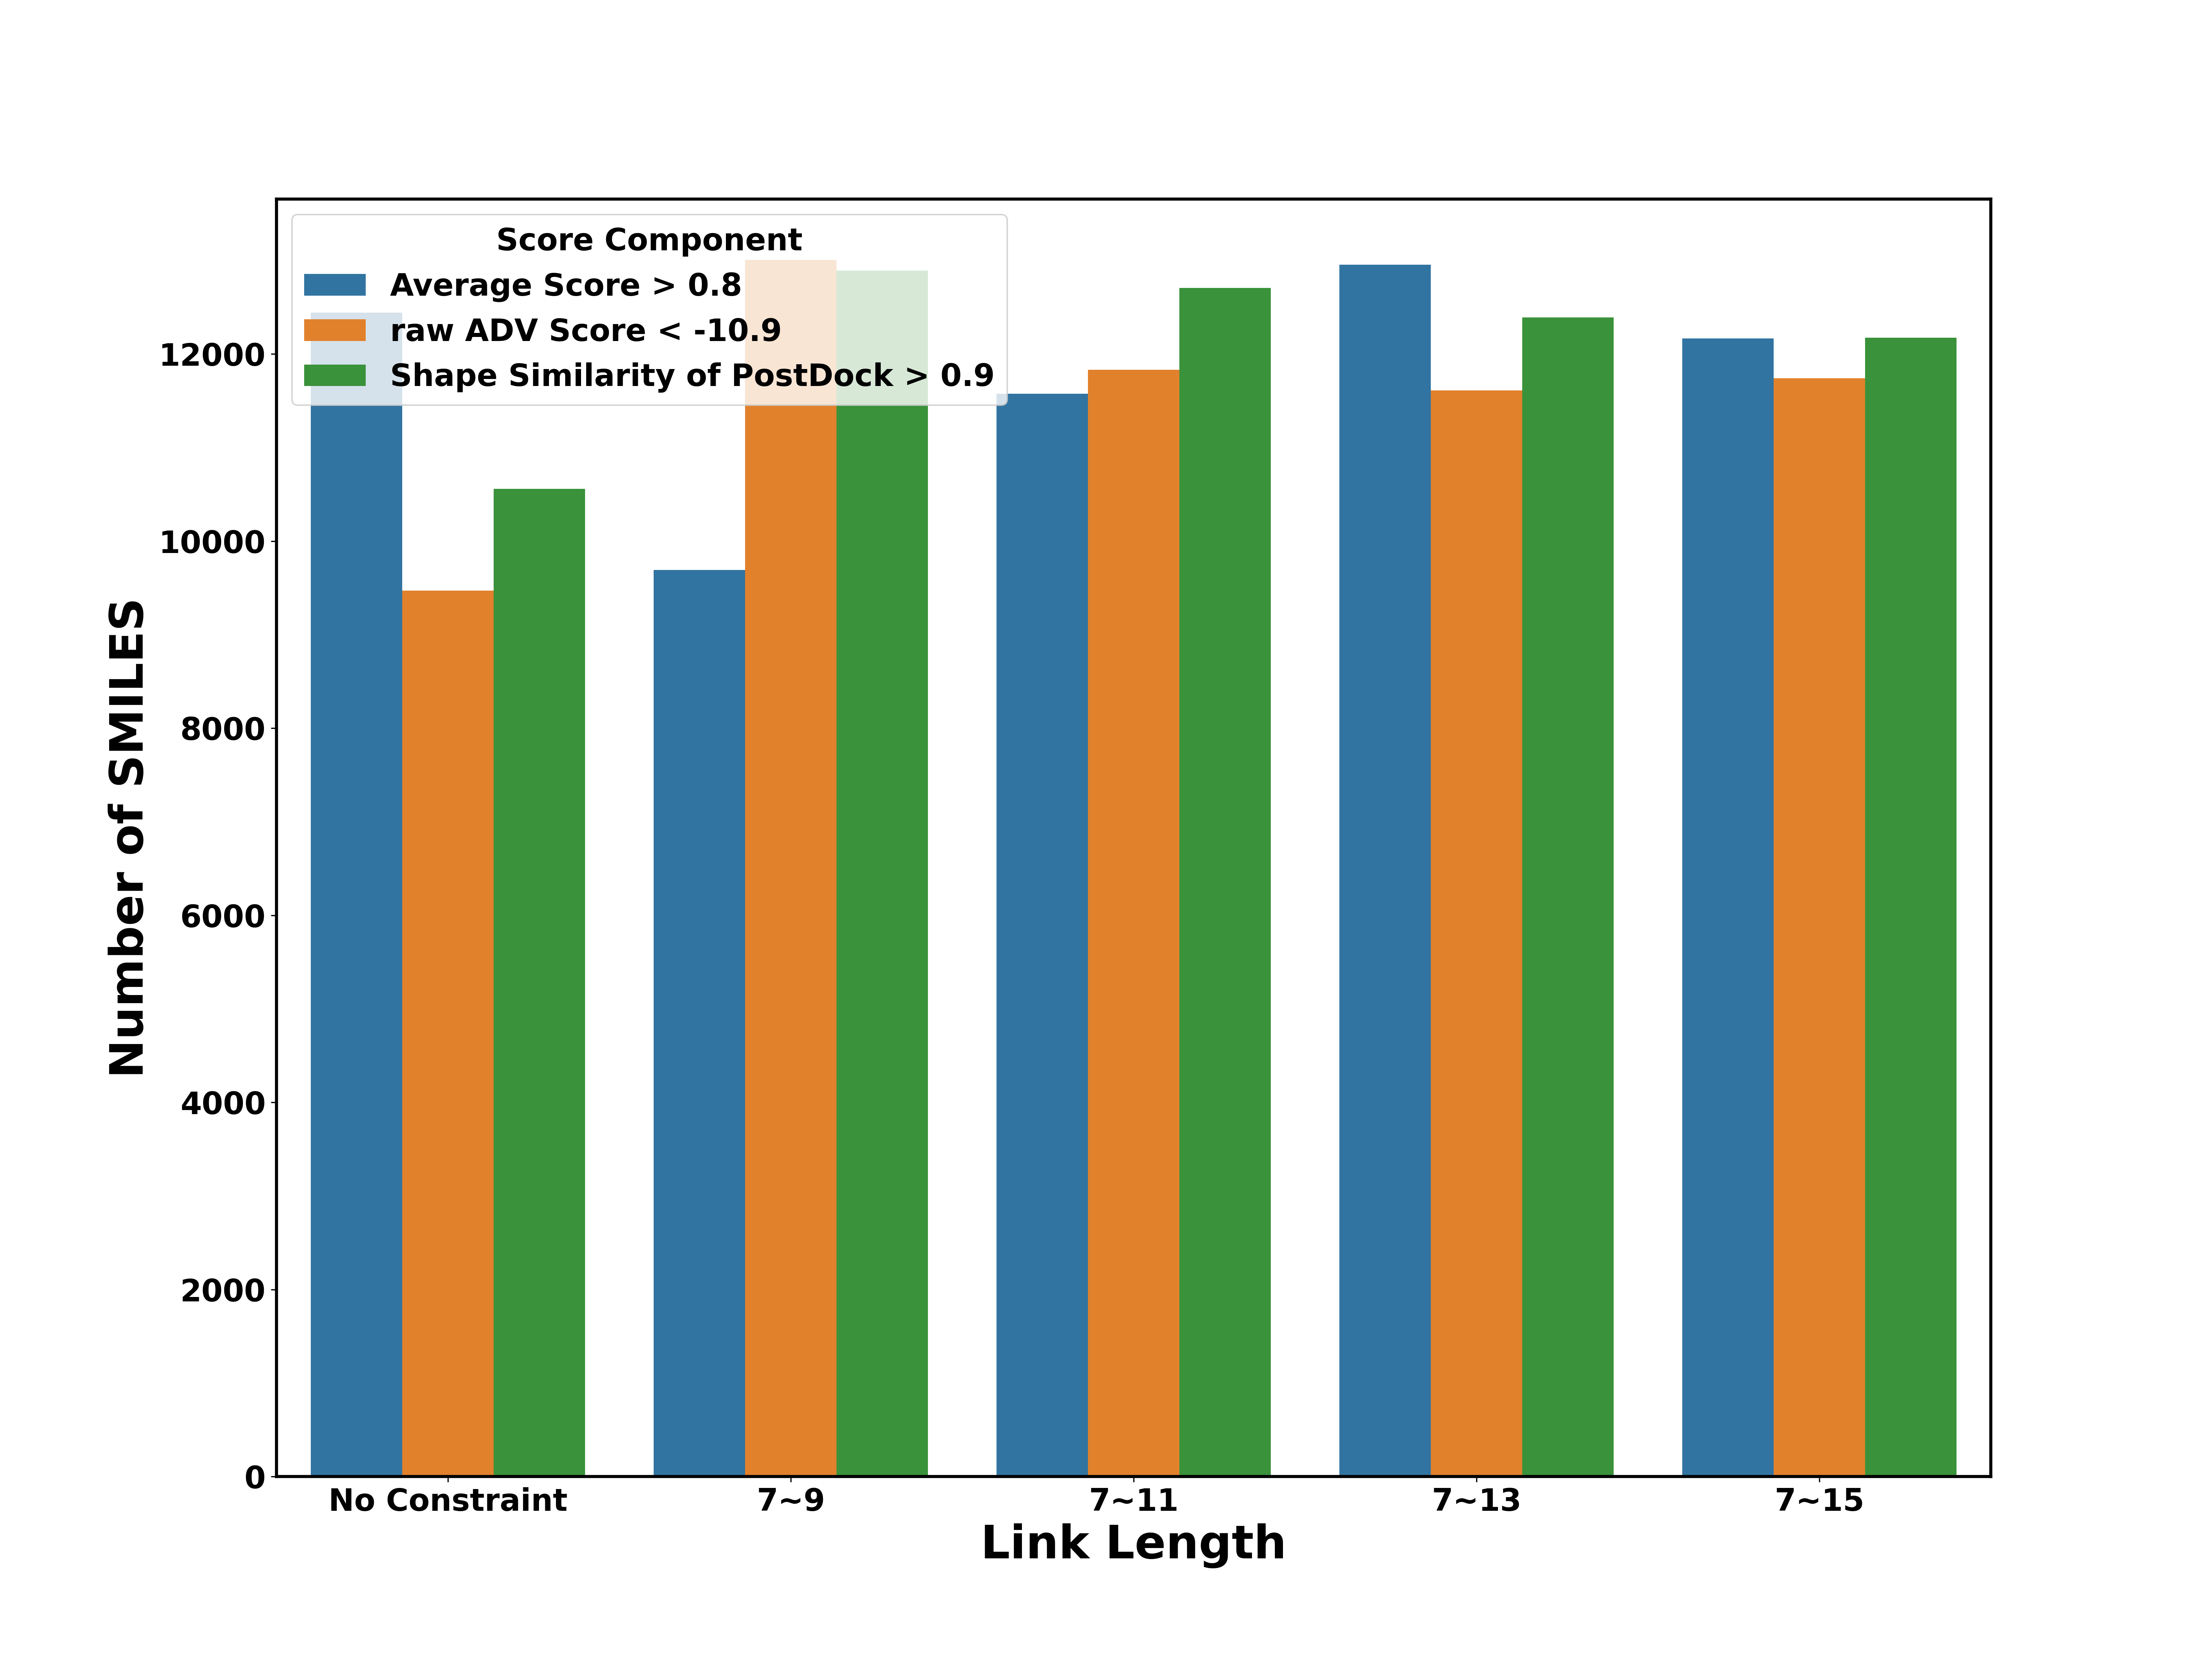 Score Component
Average Score > 0.8
raw ADV Score < -10.9
Shape Similarity of PostDock > 0.9
Number of SMILES
12000
10000
8000
6000
4000
2000
0
No Constraint 7~9 7~11 7~13 7~15
Link Length